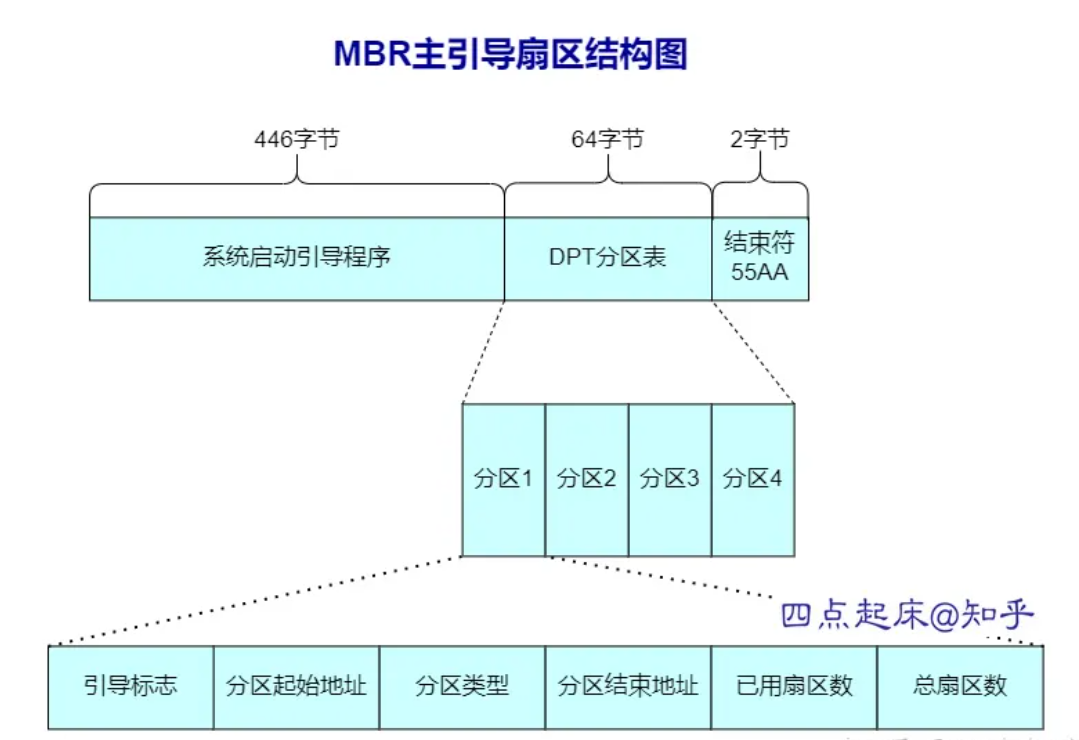 MBR主引导扇区结构图
446字节
64字节
2字节
系统启动引导程序
DPT分区表
结束符
55AA
分区1
分区2
分区3
分区4
四点起床@知乎
引导标志
分区起始地址
分区类型
分区结束地址
已用扇区数
总扇区数